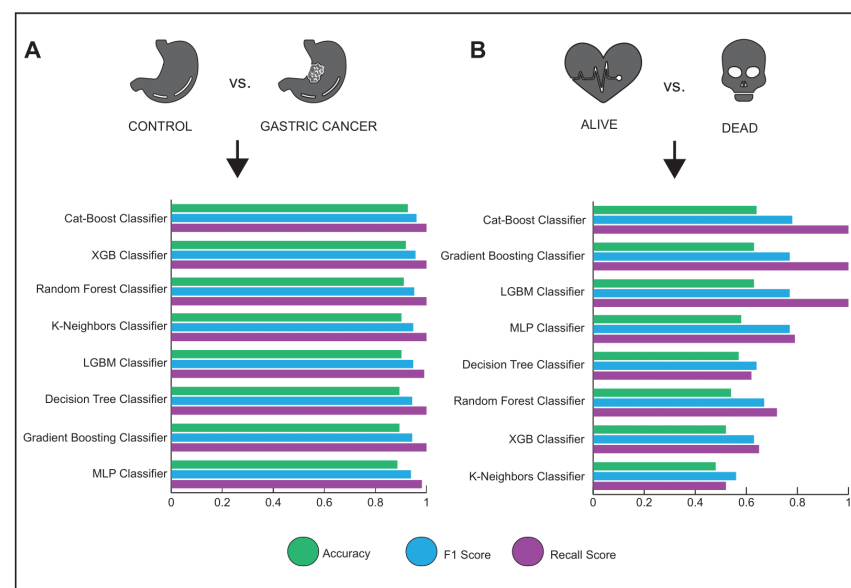 A
vs.
CONTROL
GASTRIC CANCER
Cat-Boost Classifier
XGB Classifier
Random Forest Classifier
K-Neighbors Classifier
LGBM Classifier
Decision Tree Classifier
Gradient Boosting Classifier
MLP Classifier
0 0.2 0.4 0.6 0.8 1
B
vs.
ALIVE
DEAD
Cat-Boost Classifier
Gradient Boosting Classifier
LGBM Classifier
MLP Classifier
Decision Tree Classifier
Random Forest Classifier
XGB Classifier
K-Neighbors Classifier
0 0.2 0.4 0.6 0.8 1
Accuracy F1 Score Recall Score